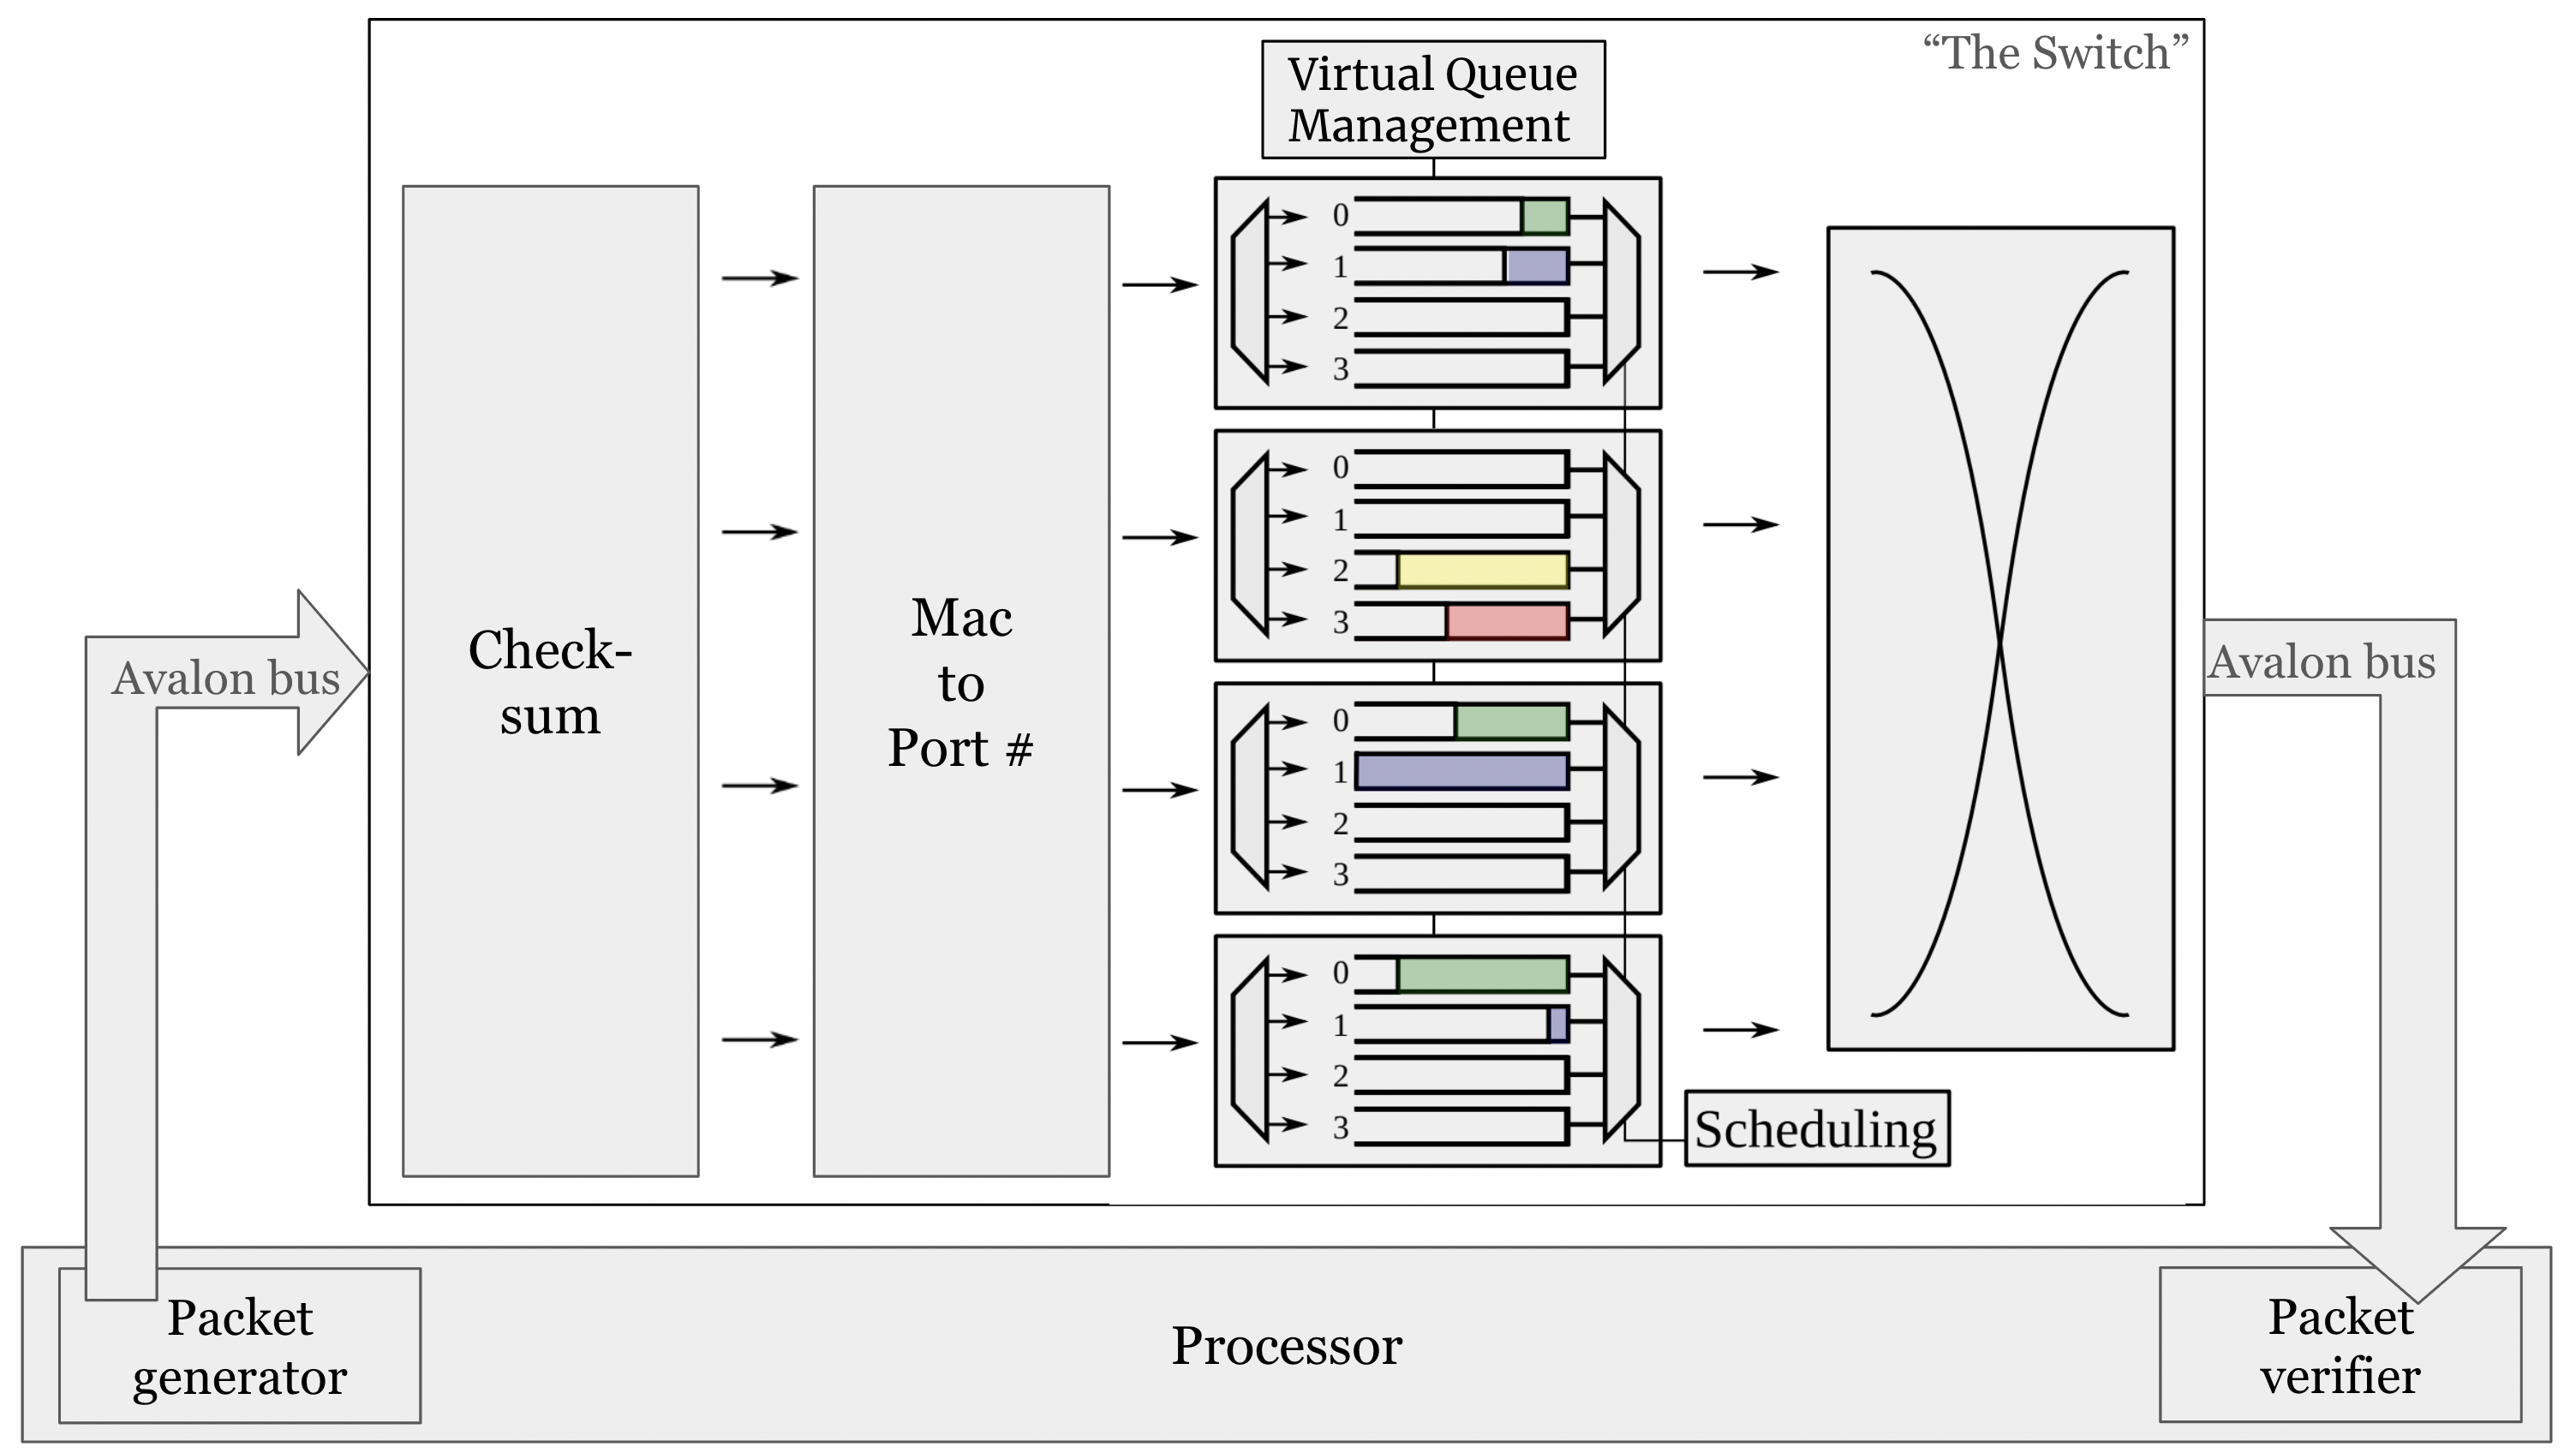 “The Switch”
Virtual Queue
Management
Check-
sum
Mac
to
Port #
0
1
2
3
0
1
2
3
0
1
2
3
0
1
2
3
Avalon bus
Avalon bus
Scheduling
Packet
generator
Processor
Packet
verifier